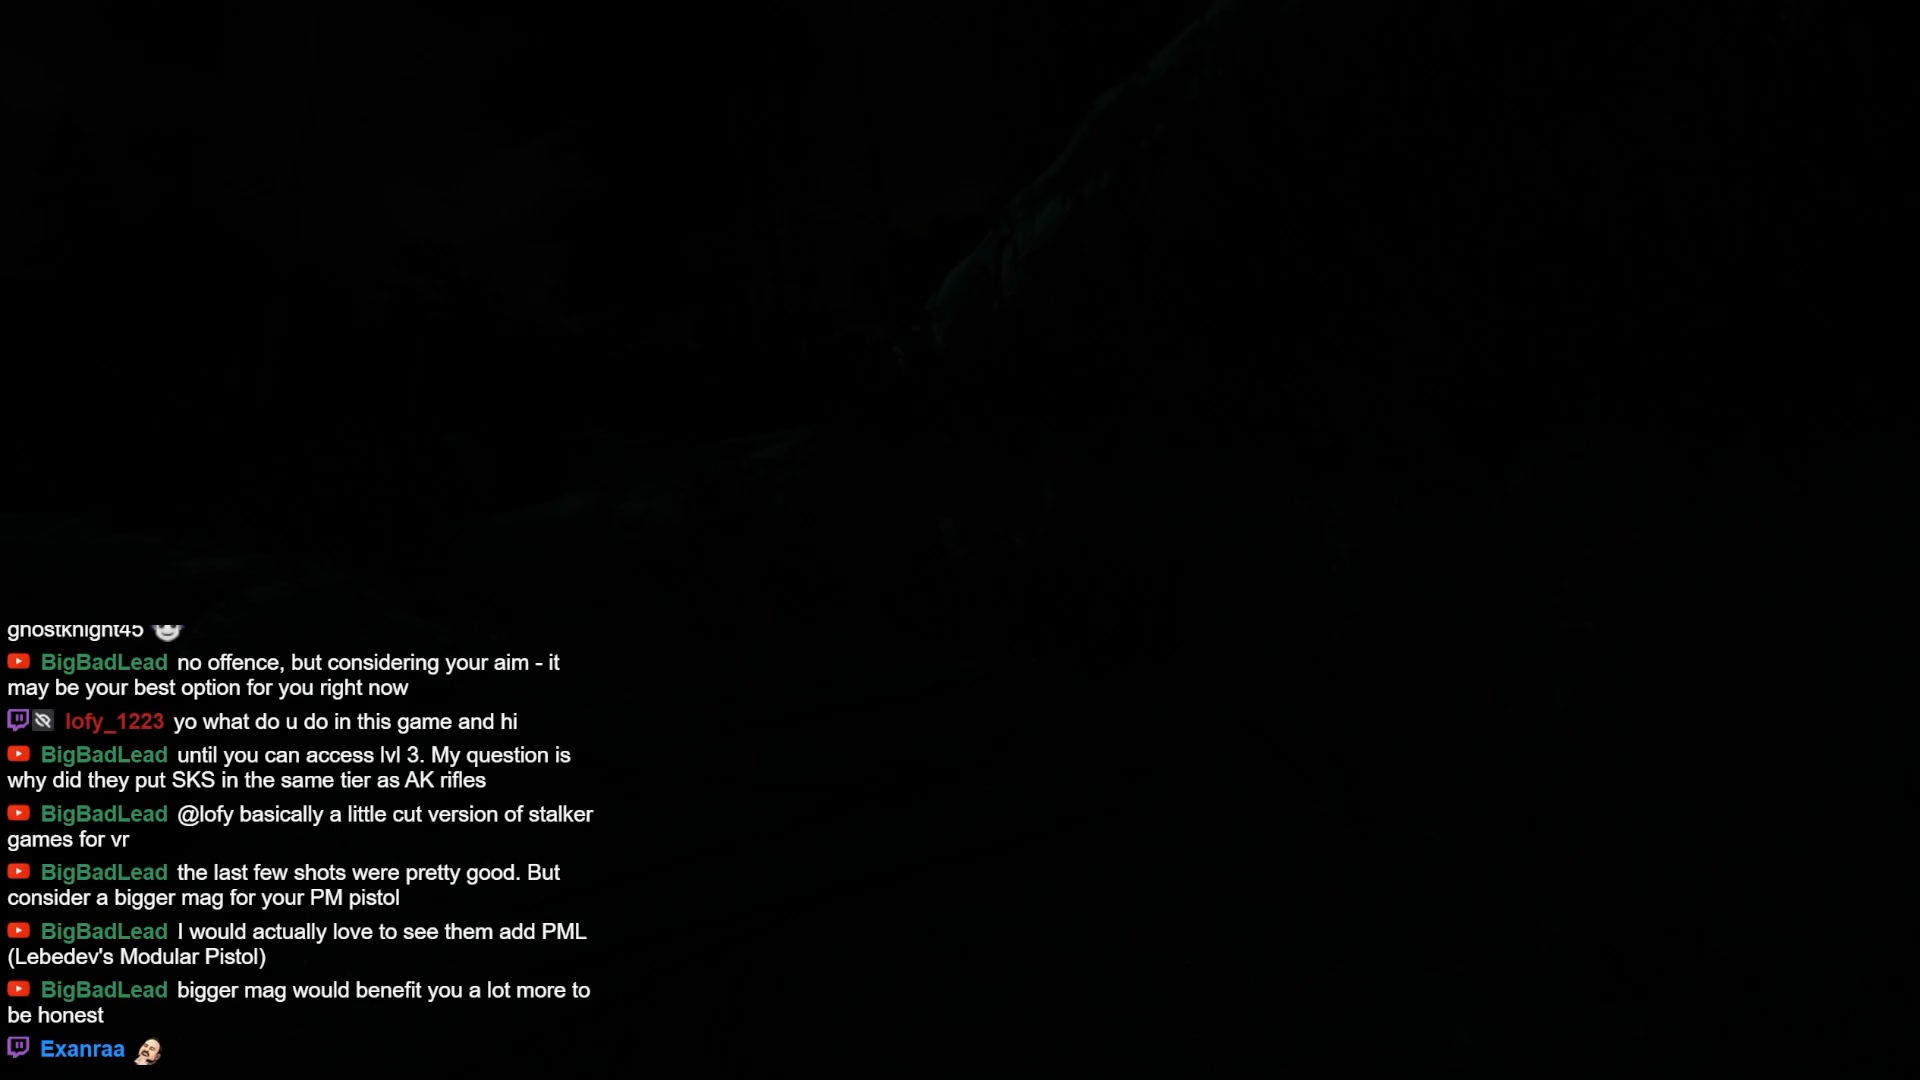 ghostknight45
BigBadLead no offence, but considering your aim - it
may be your best option for you right now
lofy_1223 yo what do u do in this game and hi
BigBadLead until you can access lvl 3. My question is
why did they put SKS in the same tier as AK rifles
BigBadLead @lofy basically a little cut version of stalker
games for vr
BigBadLead the last few shots were pretty good. But
consider a bigger mag for your PM pistol
BigBadLead I would actually love to see them add PML
(Lebedev's Modular Pistol)
BigBadLead bigger mag would benefit you a lot more to
be honest
Exanraa